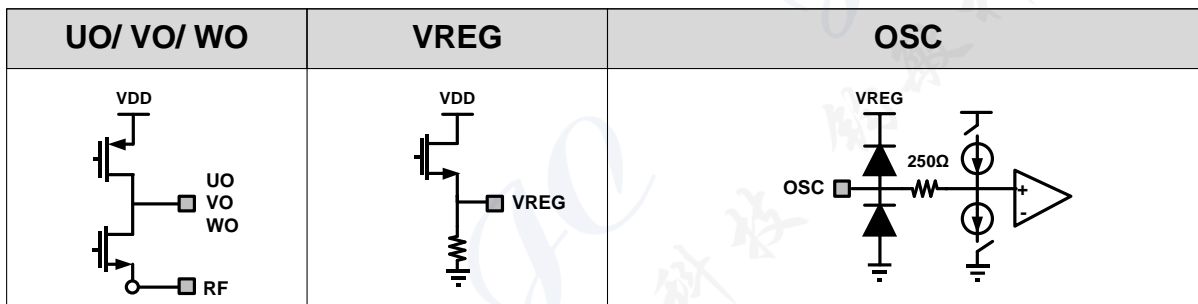 UO/ VO/ WO
VREG
OSC
VDD
UO
VO
WO
RF
VDD
VREG
VREG
250Ω
OSC
+
-